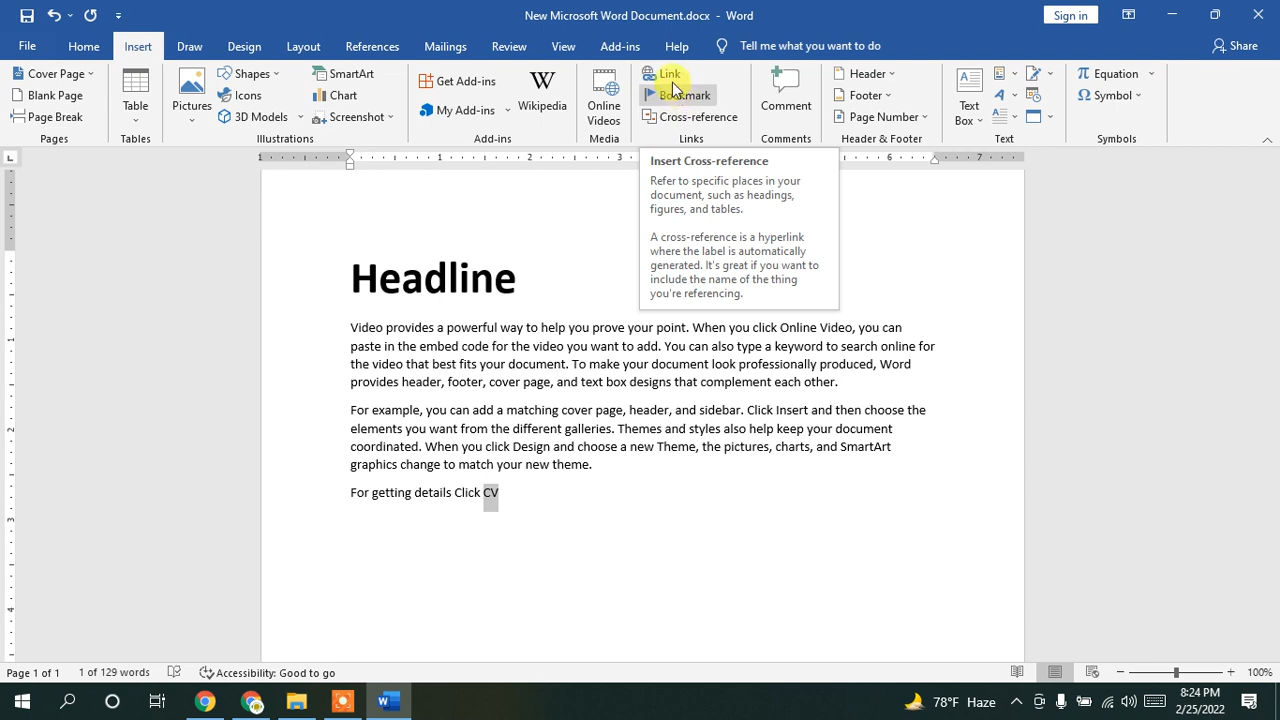 New Microsoft Word Document.docx - Word
Sign in
File Home Insert Draw Design Layout References Mailings Review View Add-ins Help Tell me what you want to do Share
Cover Page
Blank Page
Page Break
Pages
Table
Tables
Pictures
Shapes
Icons
3D Models
SmartArt
Chart
Screenshot
Illustrations
Get Add-ins
My Add-ins
Wikipedia
Add-ins
Online Videos
Media
Link
Bookmark
Cross-reference
Links
Comment
Comments
Header
Footer
Page Number
Header & Footer
Text Box
Text
Equation
Symbol
Symbols
1 6 7
Insert Cross-reference
Refer to specific places in your
document, such as headings,
figures, and tables.
A cross-reference is a hyperlink
where the label is automatically
generated. It's great if you want to
include the name of the thing
you're referencing.
Headline
Video provides a powerful way to help you prove your point. When you click Online Video, you can
paste in the embed code for the video you want to add. You can also type a keyword to search online for
the video that best fits your document. To make your document look professionally produced, Word
provides header, footer, cover page, and text box designs that complement each other.
For example, you can add a matching cover page, header, and sidebar. Click Insert and then choose the
elements you want from the different galleries. Themes and styles also help keep your document
coordinated. When you click Design and choose a new Theme, the pictures, charts, and SmartArt
graphics change to match your new theme.
For getting details Click CV
1
2
3
4
Page 1 of 1 1 of 129 words Accessibility: Good to go 100%
78°F Haze
8:24 PM
2/25/2022